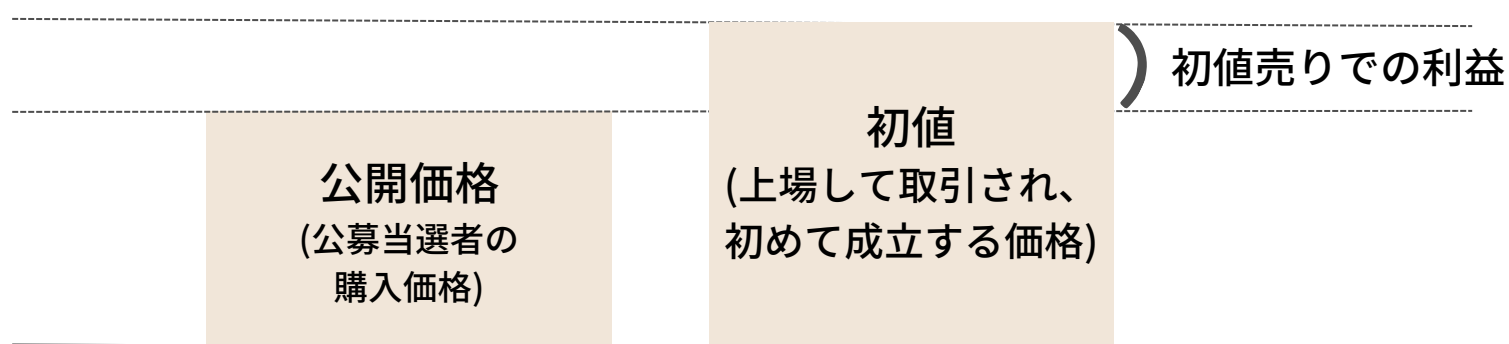 初値売りでの利益
公開価格
(公募当選者の
購入価格)
初値
(上場して取引され、
初めて成立する価格)